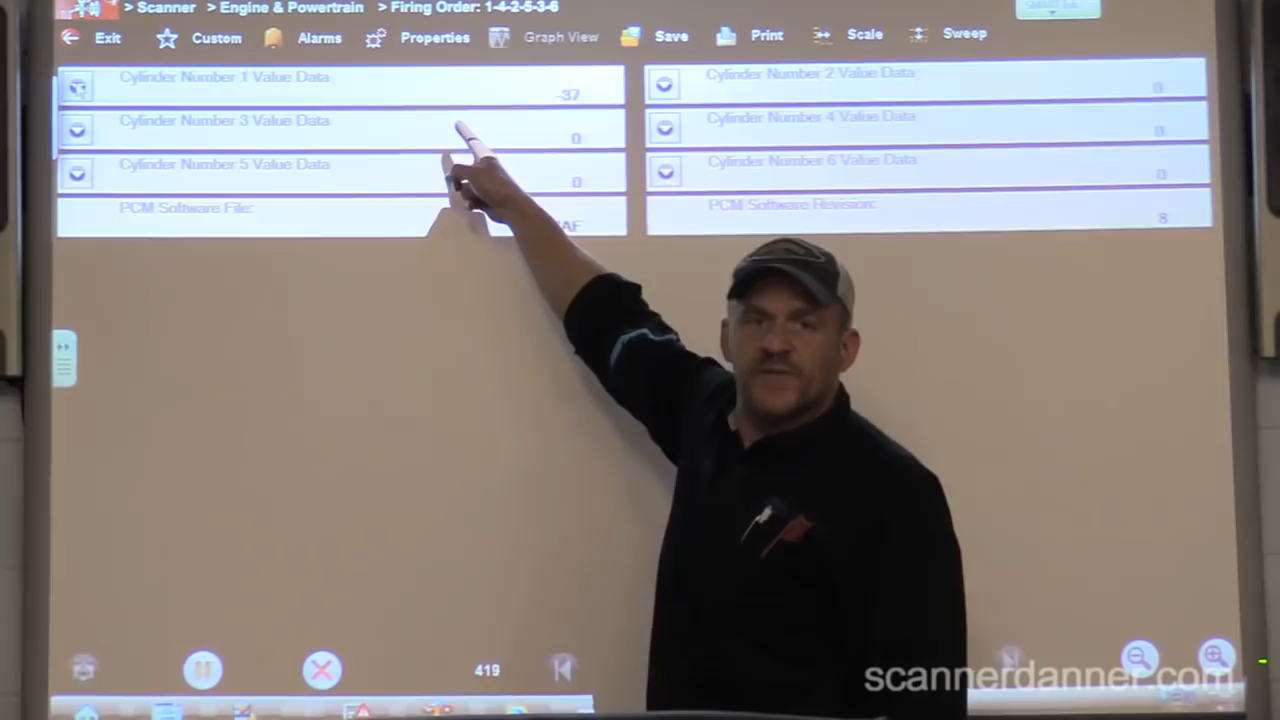 > Scanner > Engine & Powertrain > Firing Order: 1-4-2-5-3-6
Exit Custom Alarms Properties Graph View Save Print Scale Sweep
Cylinder Number 1 Value Data -37
Cylinder Number 2 Value Data 0
Cylinder Number 3 Value Data 0
Cylinder Number 4 Value Data 0
Cylinder Number 5 Value Data 0
Cylinder Number 6 Value Data 0
PCM Software File:
PCM Software Revision: 8
419
scannerdanner.com